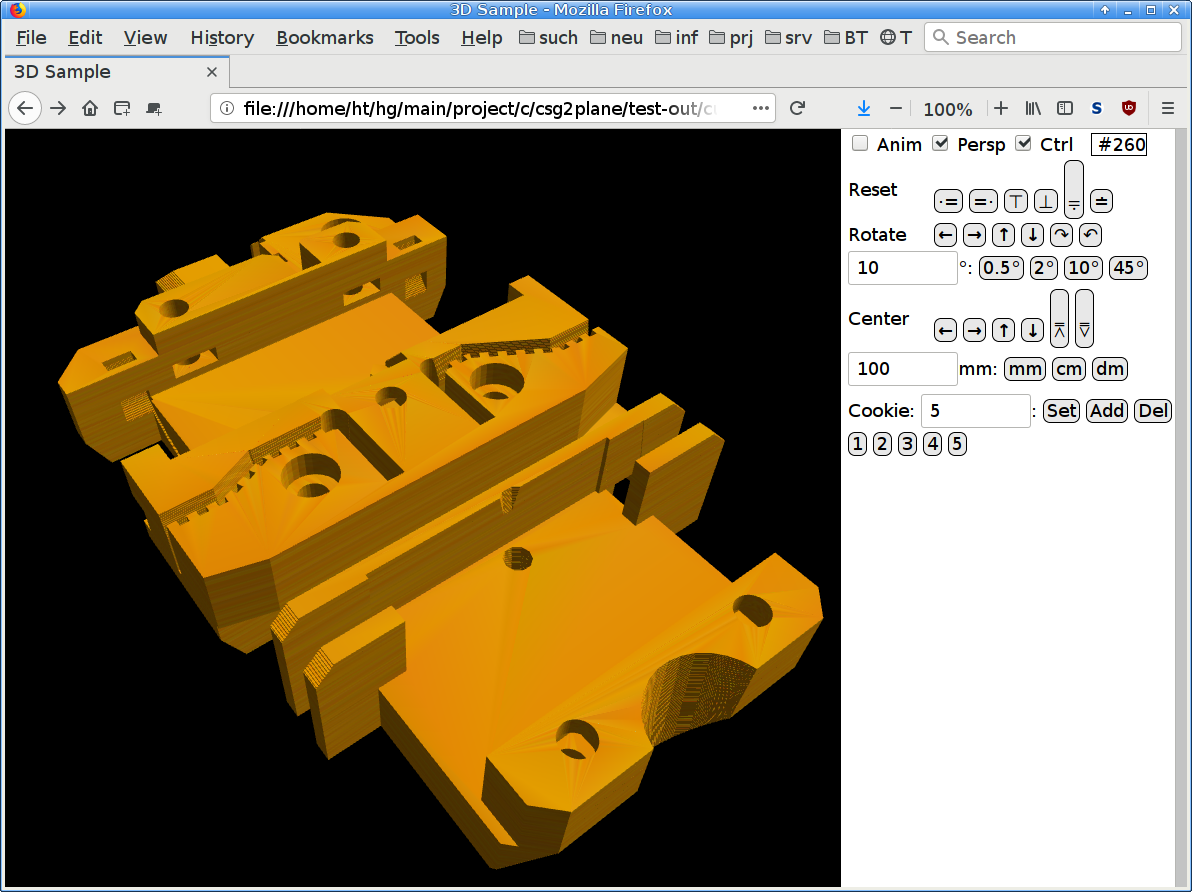 3D Sample - Mozilla Firefox
File Edit View History Bookmarks Tools Help such neu inf prj srv BT T Search
3D Sample ×
file:///home/ht/hg/main/project/c/csg2plane/test-out/ ••• 100% S
Anim Persp Ctrl #260
Reset ·= =· ⊤ ⊥
Rotate ← → ↑ ↓ ↷ ↶
10 °: 0.5° 2° 10° 45°
Center ← → ↑ ↓
100 mm: mm cm dm
Cookie: 5 : Set Add Del
1 2 3 4 5